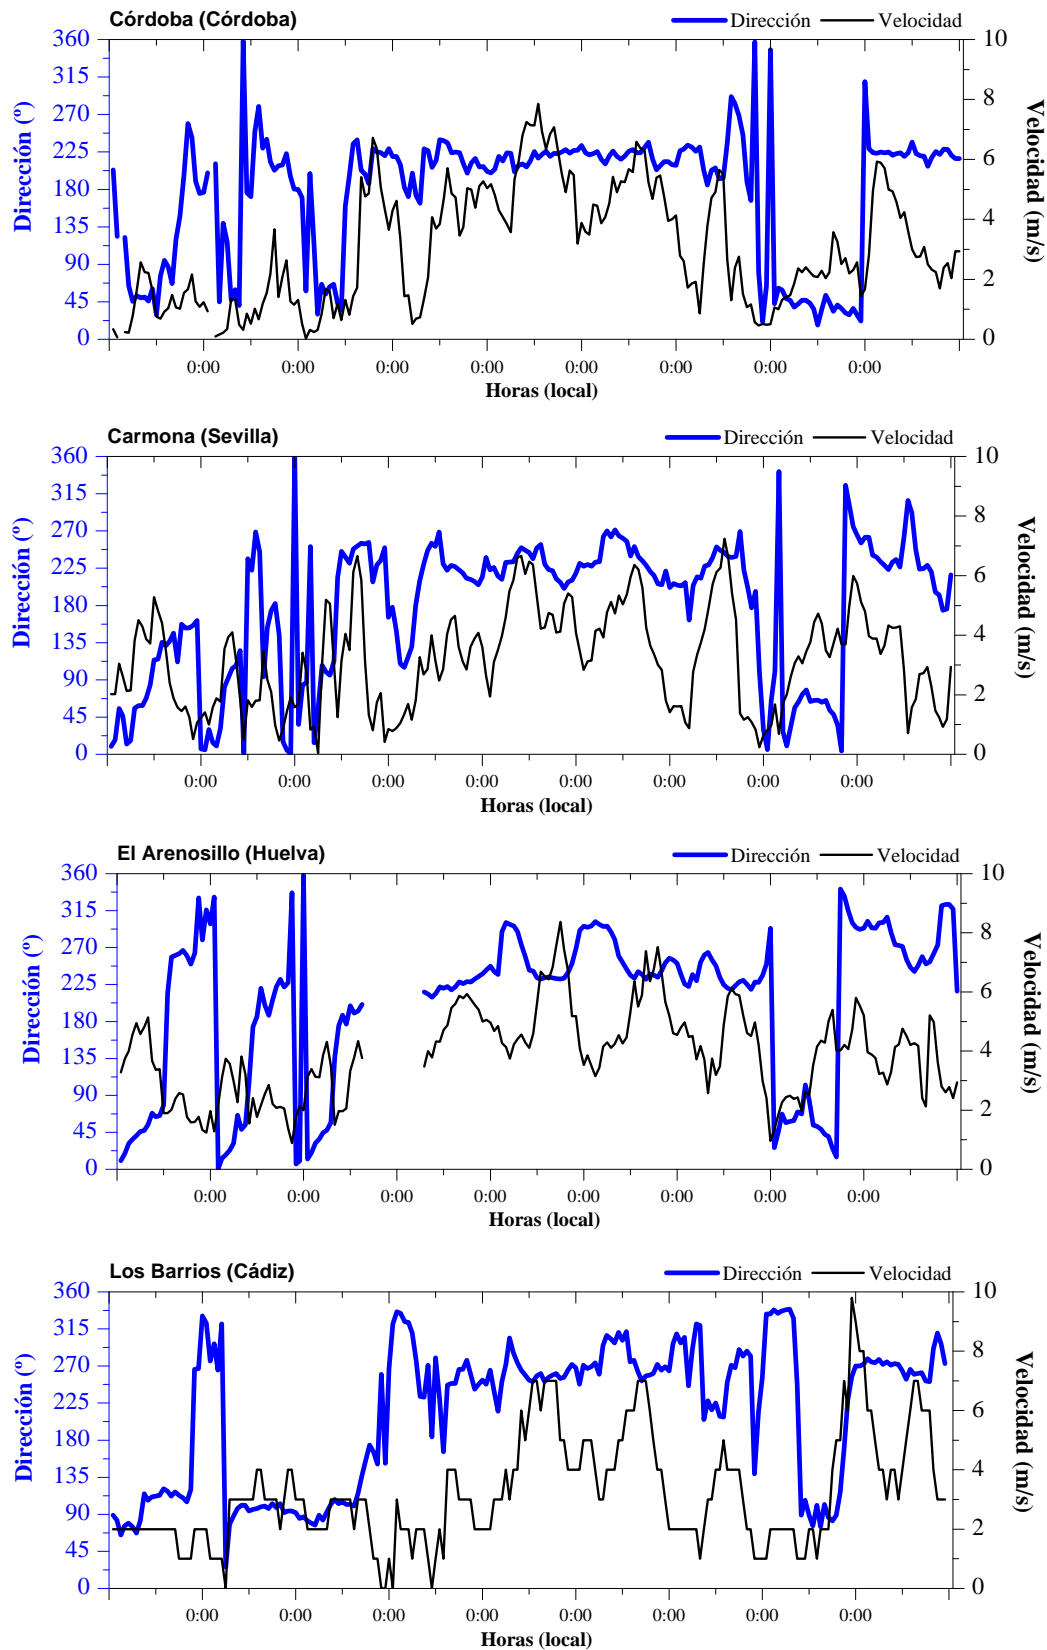 Córdoba (Córdoba)
Dirección Velocidad
360 10
315
8
270
225
6
180
135
4
90
2
45
0 0
Dirección (º)
Velocidad (m/s)
0:00 0:00 0:00 0:00 0:00 0:00 0:00 0:00
Horas (local)
Carmona (Sevilla)
Dirección Velocidad
360 10
315
8
270
225
6
180
135
4
90
2
45
0 0
Dirección (º)
Velocidad (m/s)
0:00 0:00 0:00 0:00 0:00 0:00 0:00 0:00
Horas (local)
El Arenosillo (Huelva)
Dirección Velocidad
360 10
315
8
270
225
6
180
135
4
90
2
45
0 0
Dirección (º)
Velocidad (m/s)
0:00 0:00 0:00 0:00 0:00 0:00 0:00 0:00
Horas (local)
Los Barrios (Cádiz)
Dirección Velocidad
360 10
315
8
270
225
6
180
135
4
90
2
45
0 0
Dirección (º)
Velocidad (m/s)
0:00 0:00 0:00 0:00 0:00 0:00 0:00 0:00
Horas (local)